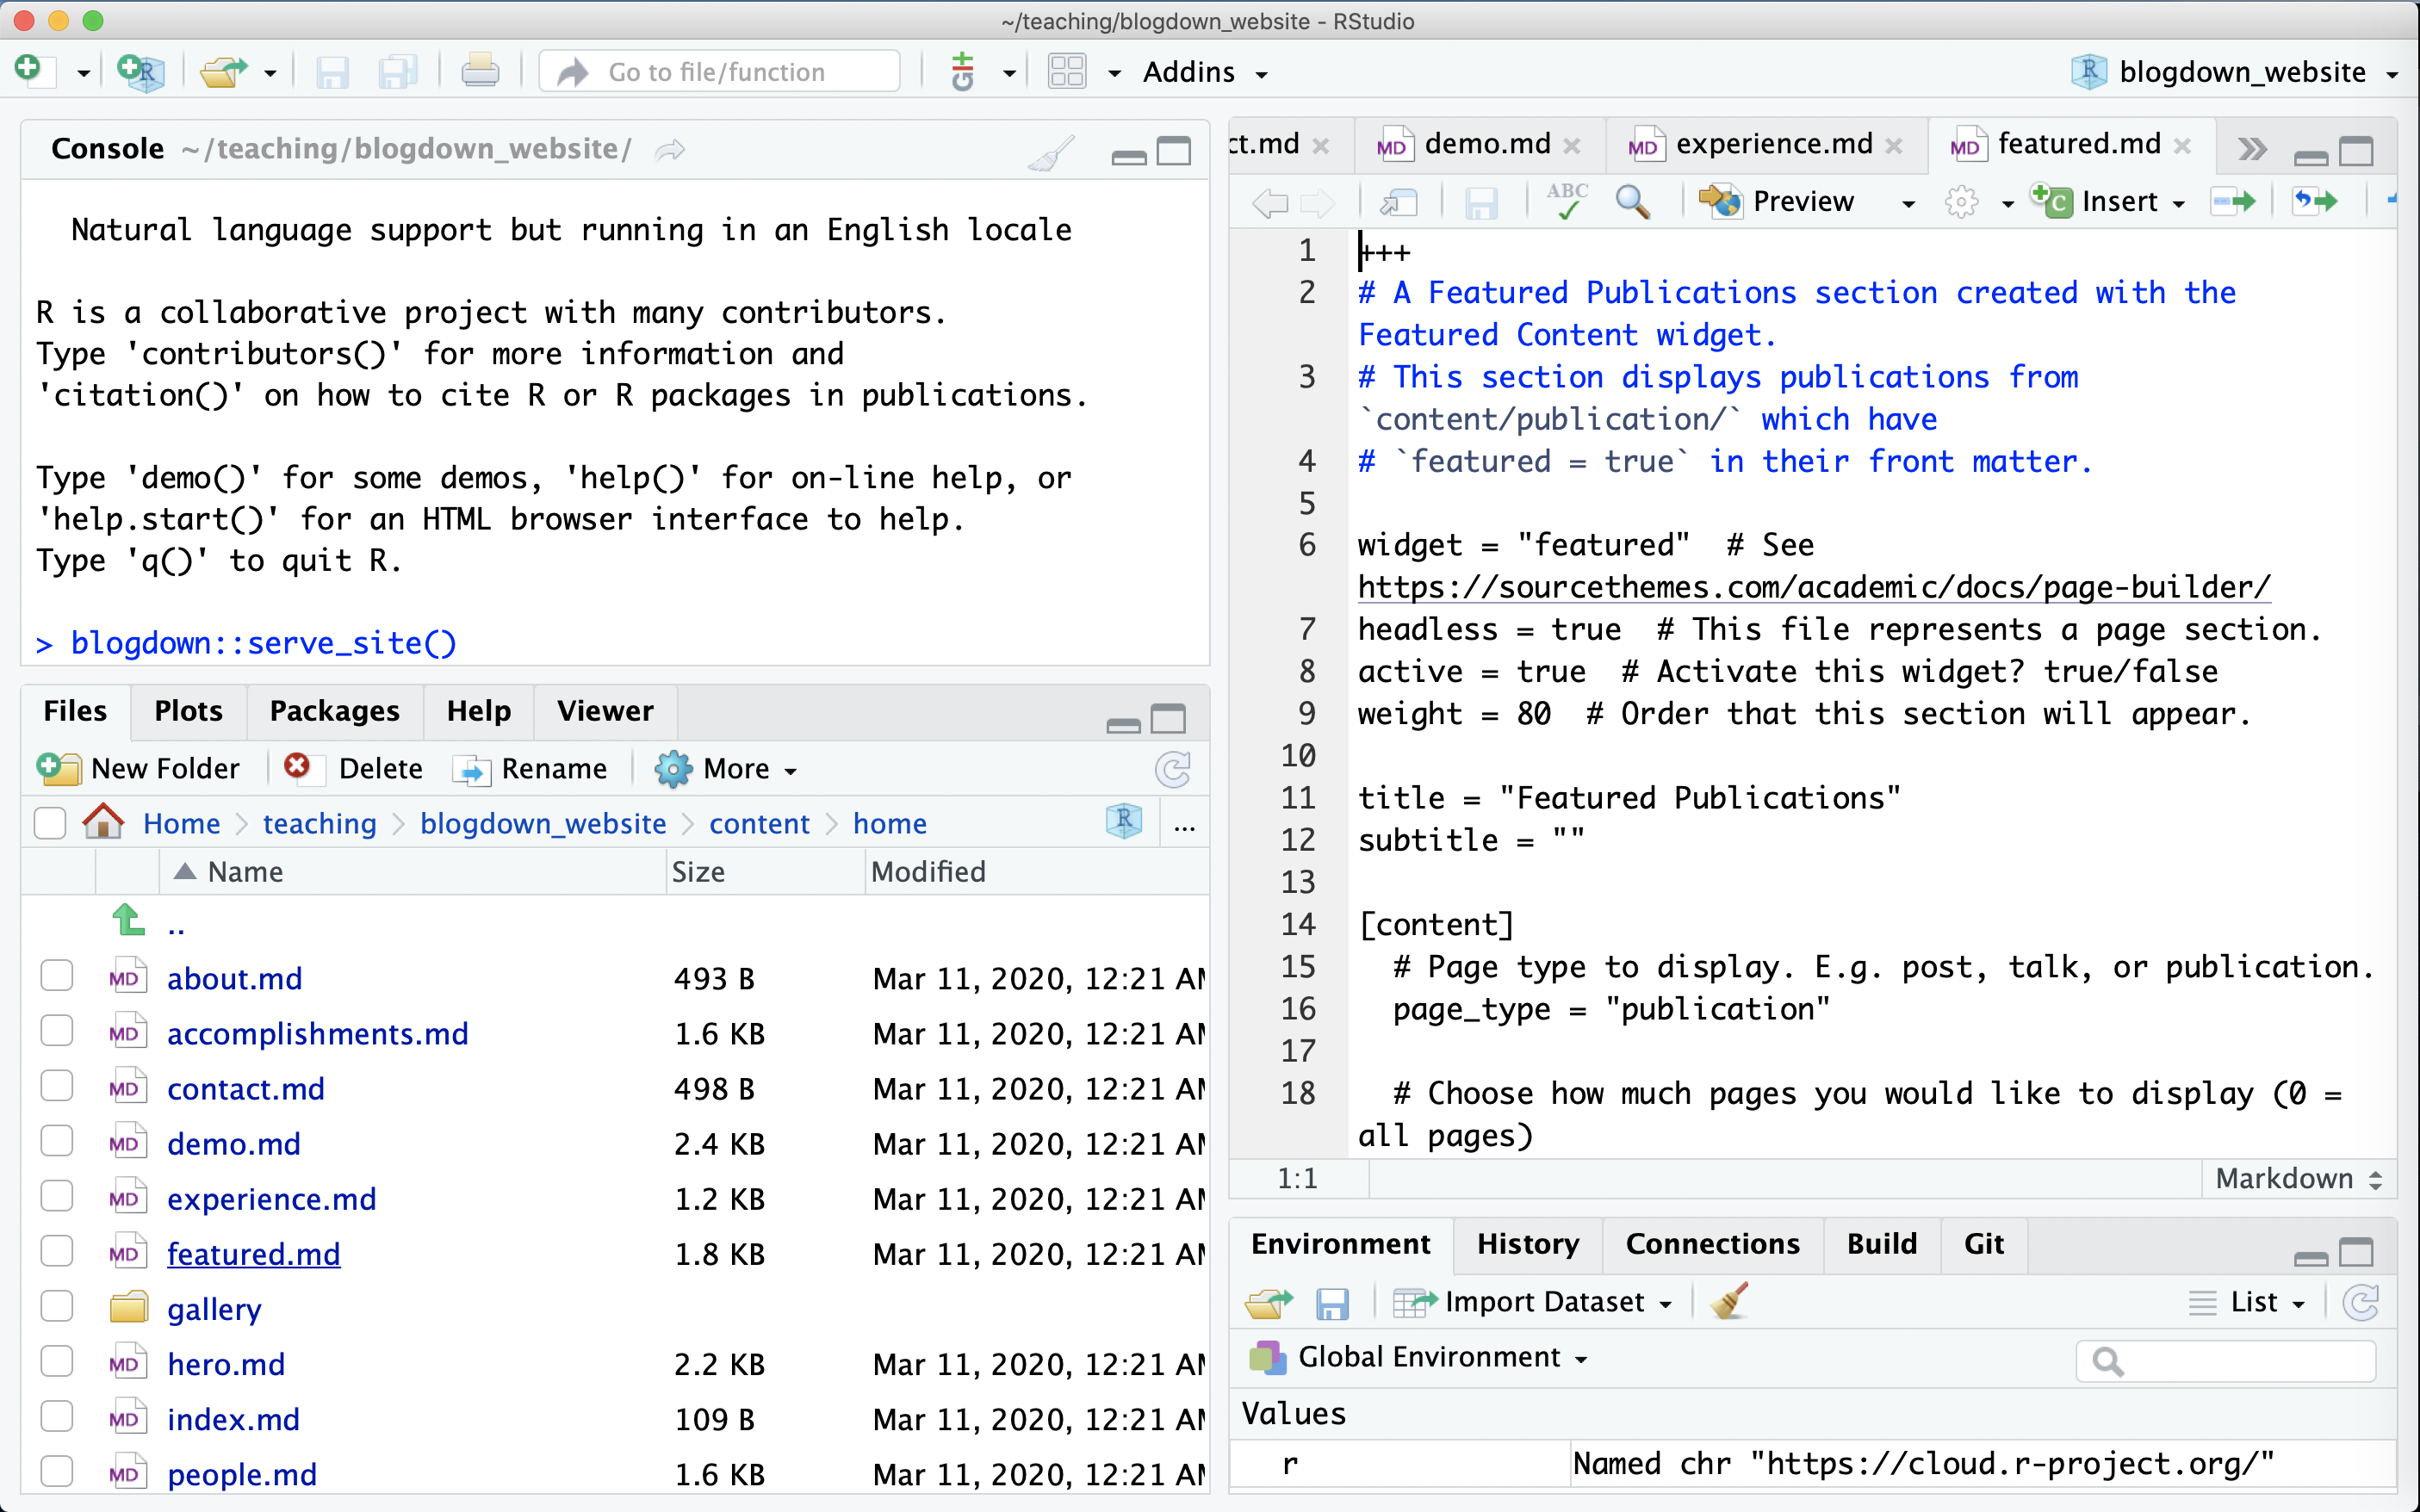 ~/teaching/blogdown_website - RStudio
Go to file/function
Addins
blogdown_website
Console ~/teaching/blogdown_website/
Natural language support but running in an English locale
R is a collaborative project with many contributors.
Type 'contributors()' for more information and
'citation()' on how to cite R or R packages in publications.
Type 'demo()' for some demos, 'help()' for on-line help, or
'help.start()' for an HTML browser interface to help.
Type 'q()' to quit R.
> blogdown::serve_site()
Files Plots Packages Help Viewer
New Folder Delete Rename More
Home teaching blogdown_website content home ...
Name Size Modified
..
MD about.md 493 B Mar 11, 2020, 12:21 AM
MD accomplishments.md 1.6 KB Mar 11, 2020, 12:21 AM
MD contact.md 498 B Mar 11, 2020, 12:21 AM
MD demo.md 2.4 KB Mar 11, 2020, 12:21 AM
MD experience.md 1.2 KB Mar 11, 2020, 12:21 AM
MD featured.md 1.8 KB Mar 11, 2020, 12:21 AM
gallery
MD hero.md 2.2 KB Mar 11, 2020, 12:21 AM
MD index.md 109 B Mar 11, 2020, 12:21 AM
MD people.md 1.6 KB Mar 11, 2020, 12:21 AM
ct.md MD demo.md MD experience.md MD featured.md
ABC Preview Insert
1 +++
2 # A Featured Publications section created with the
Featured Content widget.
3 # This section displays publications from
`content/publication/` which have
4 # `featured = true` in their front matter.
5
6 widget = "featured"  # See
https://sourcethemes.com/academic/docs/page-builder/
7 headless = true  # This file represents a page section.
8 active = true  # Activate this widget? true/false
9 weight = 80  # Order that this section will appear.
10
11 title = "Featured Publications"
12 subtitle = ""
13
14 [content]
15 # Page type to display. E.g. post, talk, or publication.
16 page_type = "publication"
17
18 # Choose how much pages you would like to display (0 =
all pages)
1:1 Markdown
Environment History Connections Build Git
Import Dataset List
Global Environment
Values
r Named chr "https://cloud.r-project.org/"